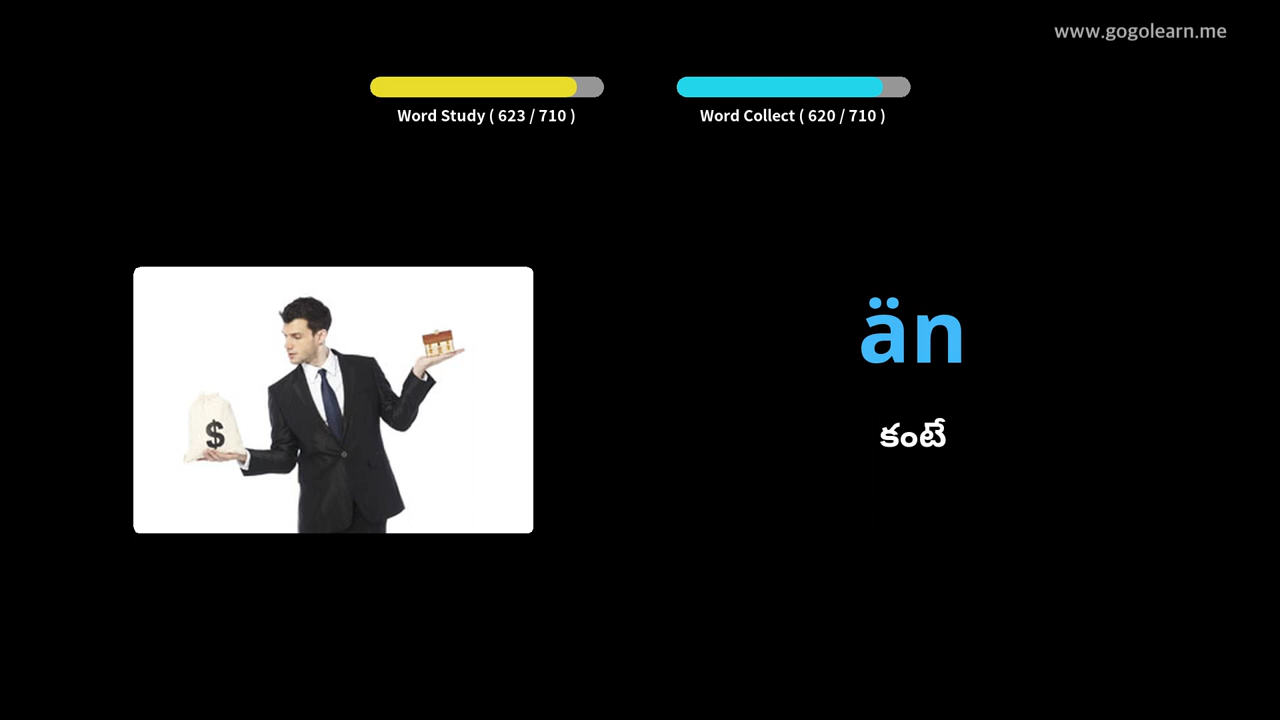 www.gogolearn.me
Word Study ( 623 / 710 )
Word Collect ( 620 / 710 )
$
än
కంటే